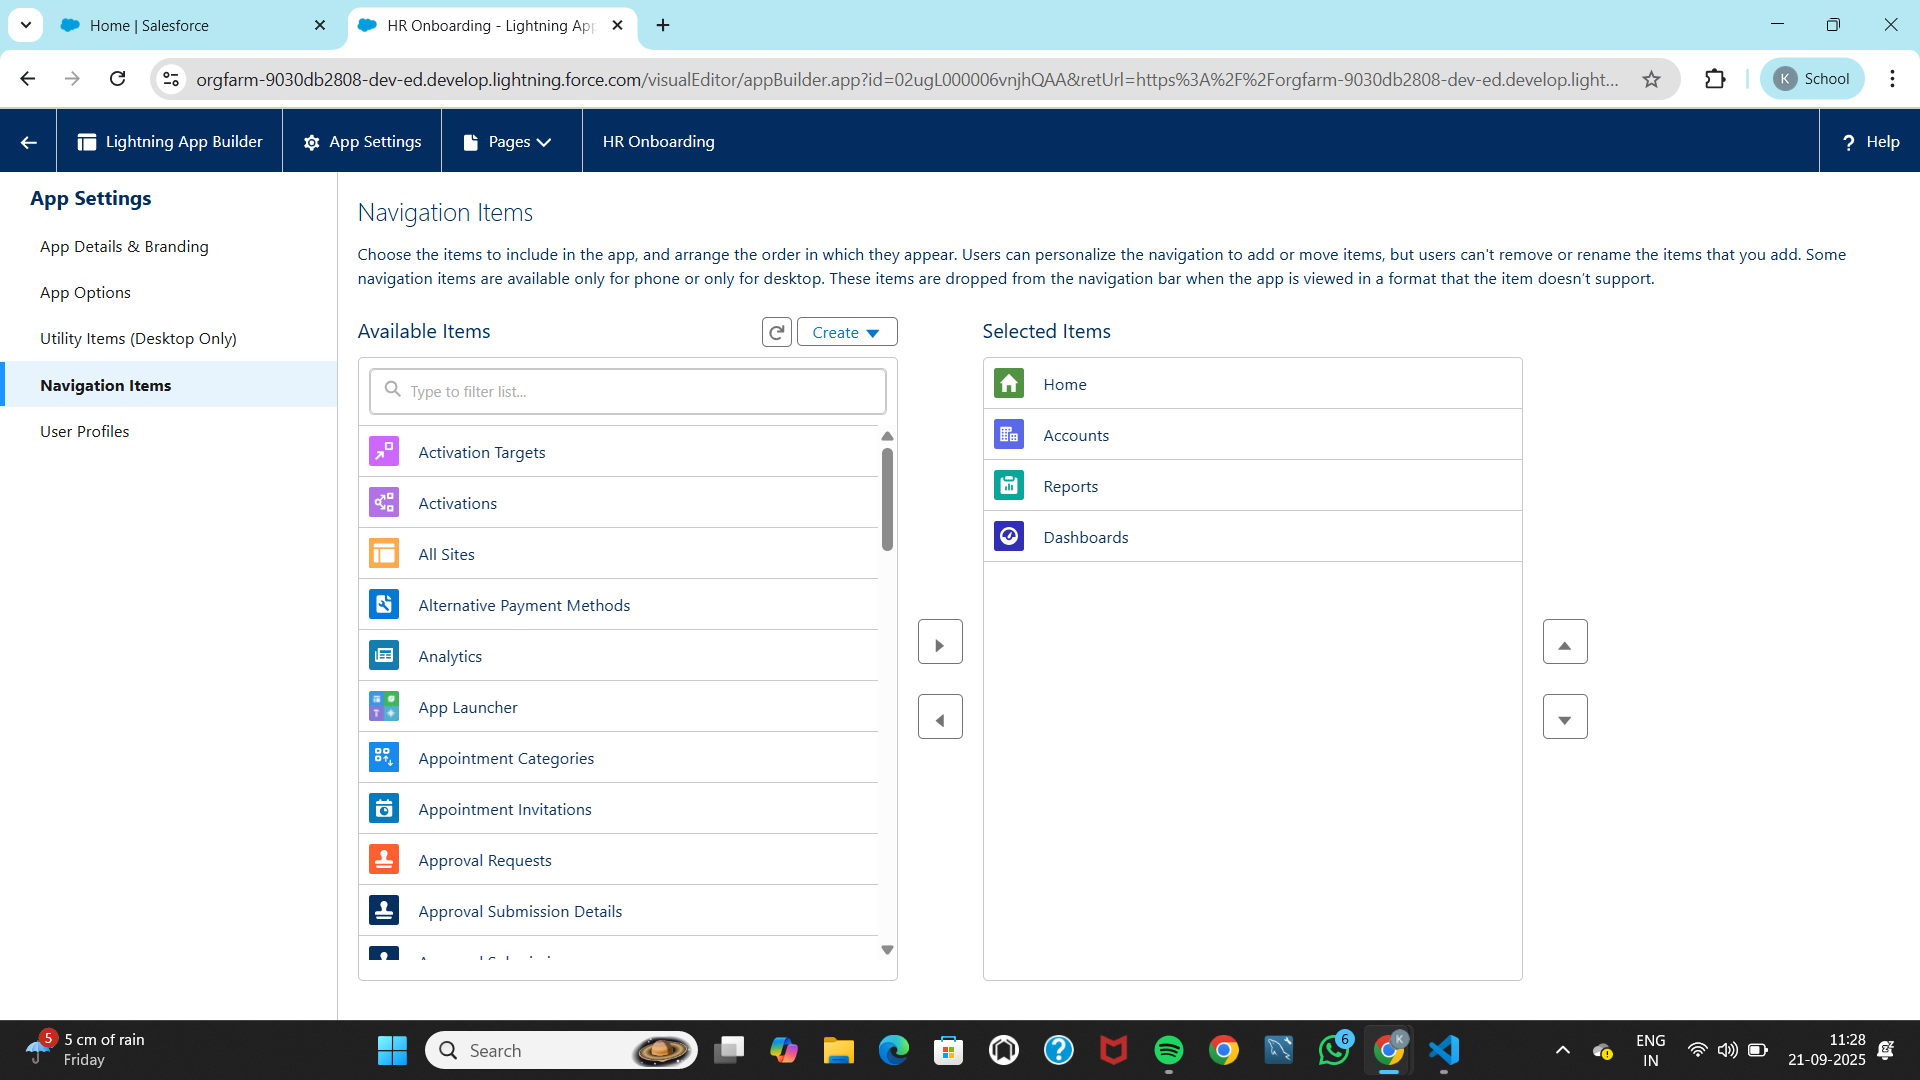 Home | Salesforce
HR Onboarding - Lightning App
orgfarm-9030db2808-dev-ed.develop.lightning.force.com/visualEditor/appBuilder.app?id=02ugL000006vnjhQAA&retUrl=https%3A%2F%2Forgfarm-9030db2808-dev-ed.develop.light...
K School
Lightning App Builder
App Settings
Pages
HR Onboarding
? Help
App Settings
App Details & Branding
App Options
Utility Items (Desktop Only)
Navigation Items
User Profiles
Navigation Items
Choose the items to include in the app, and arrange the order in which they appear. Users can personalize the navigation to add or move items, but users can't remove or rename the items that you add. Some
navigation items are available only for phone or only for desktop. These items are dropped from the navigation bar when the app is viewed in a format that the item doesn't support.
Available Items
Create
Type to filter list...
Activation Targets
Activations
All Sites
Alternative Payment Methods
Analytics
App Launcher
Appointment Categories
Appointment Invitations
Approval Requests
Approval Submission Details
Selected Items
Home
Accounts
Reports
Dashboards
5
5 cm of rain
Friday
Search
6
K
ENG
IN
11:28
21-09-2025